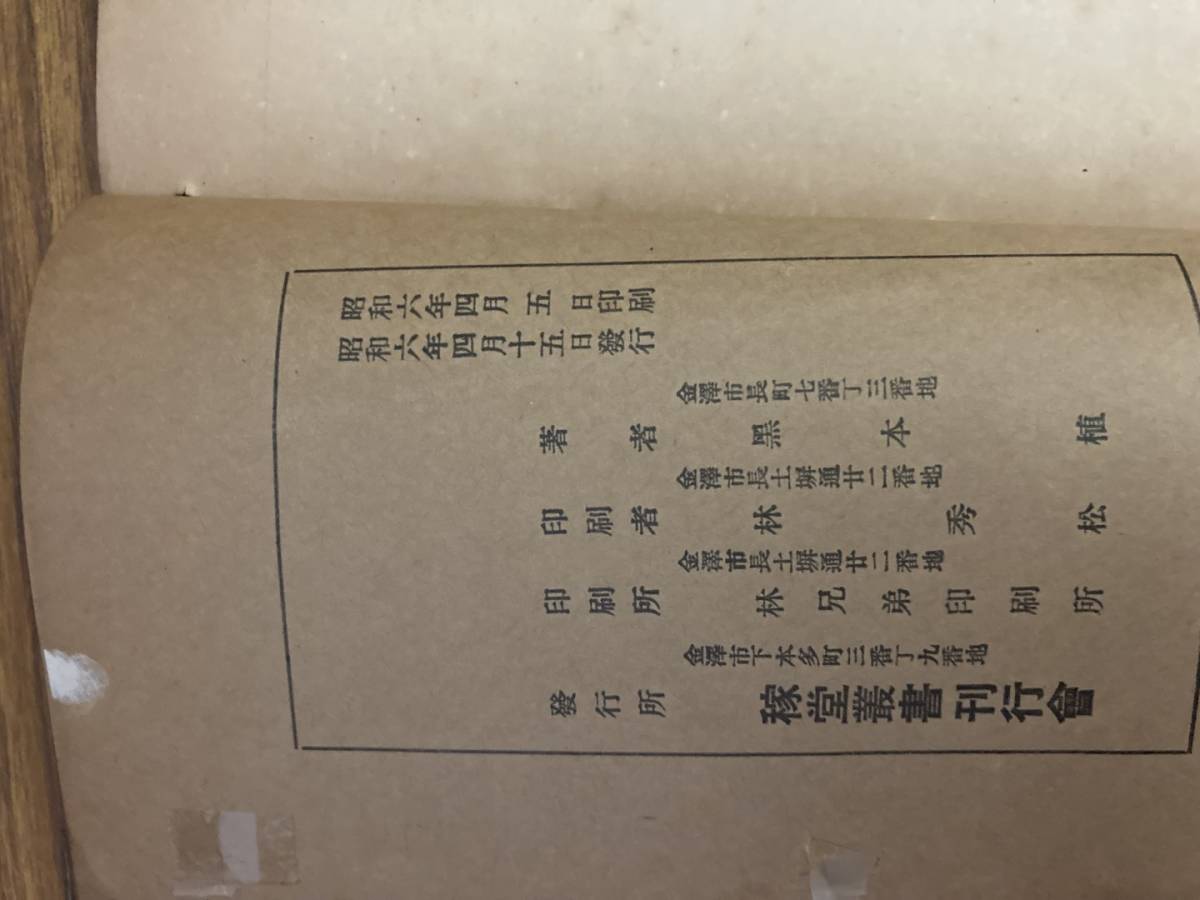 昭和六年四月五日印刷
昭和六年四月十五日發行
金澤市長町七番丁三番地
著者 黑本植
金澤市長土塀通廿二番地
印刷者 林秀松
金澤市長土塀通廿二番地
印刷所 林兄弟印刷所
金澤市下本多町三番丁九番地
發行所 稼堂叢書刊行會